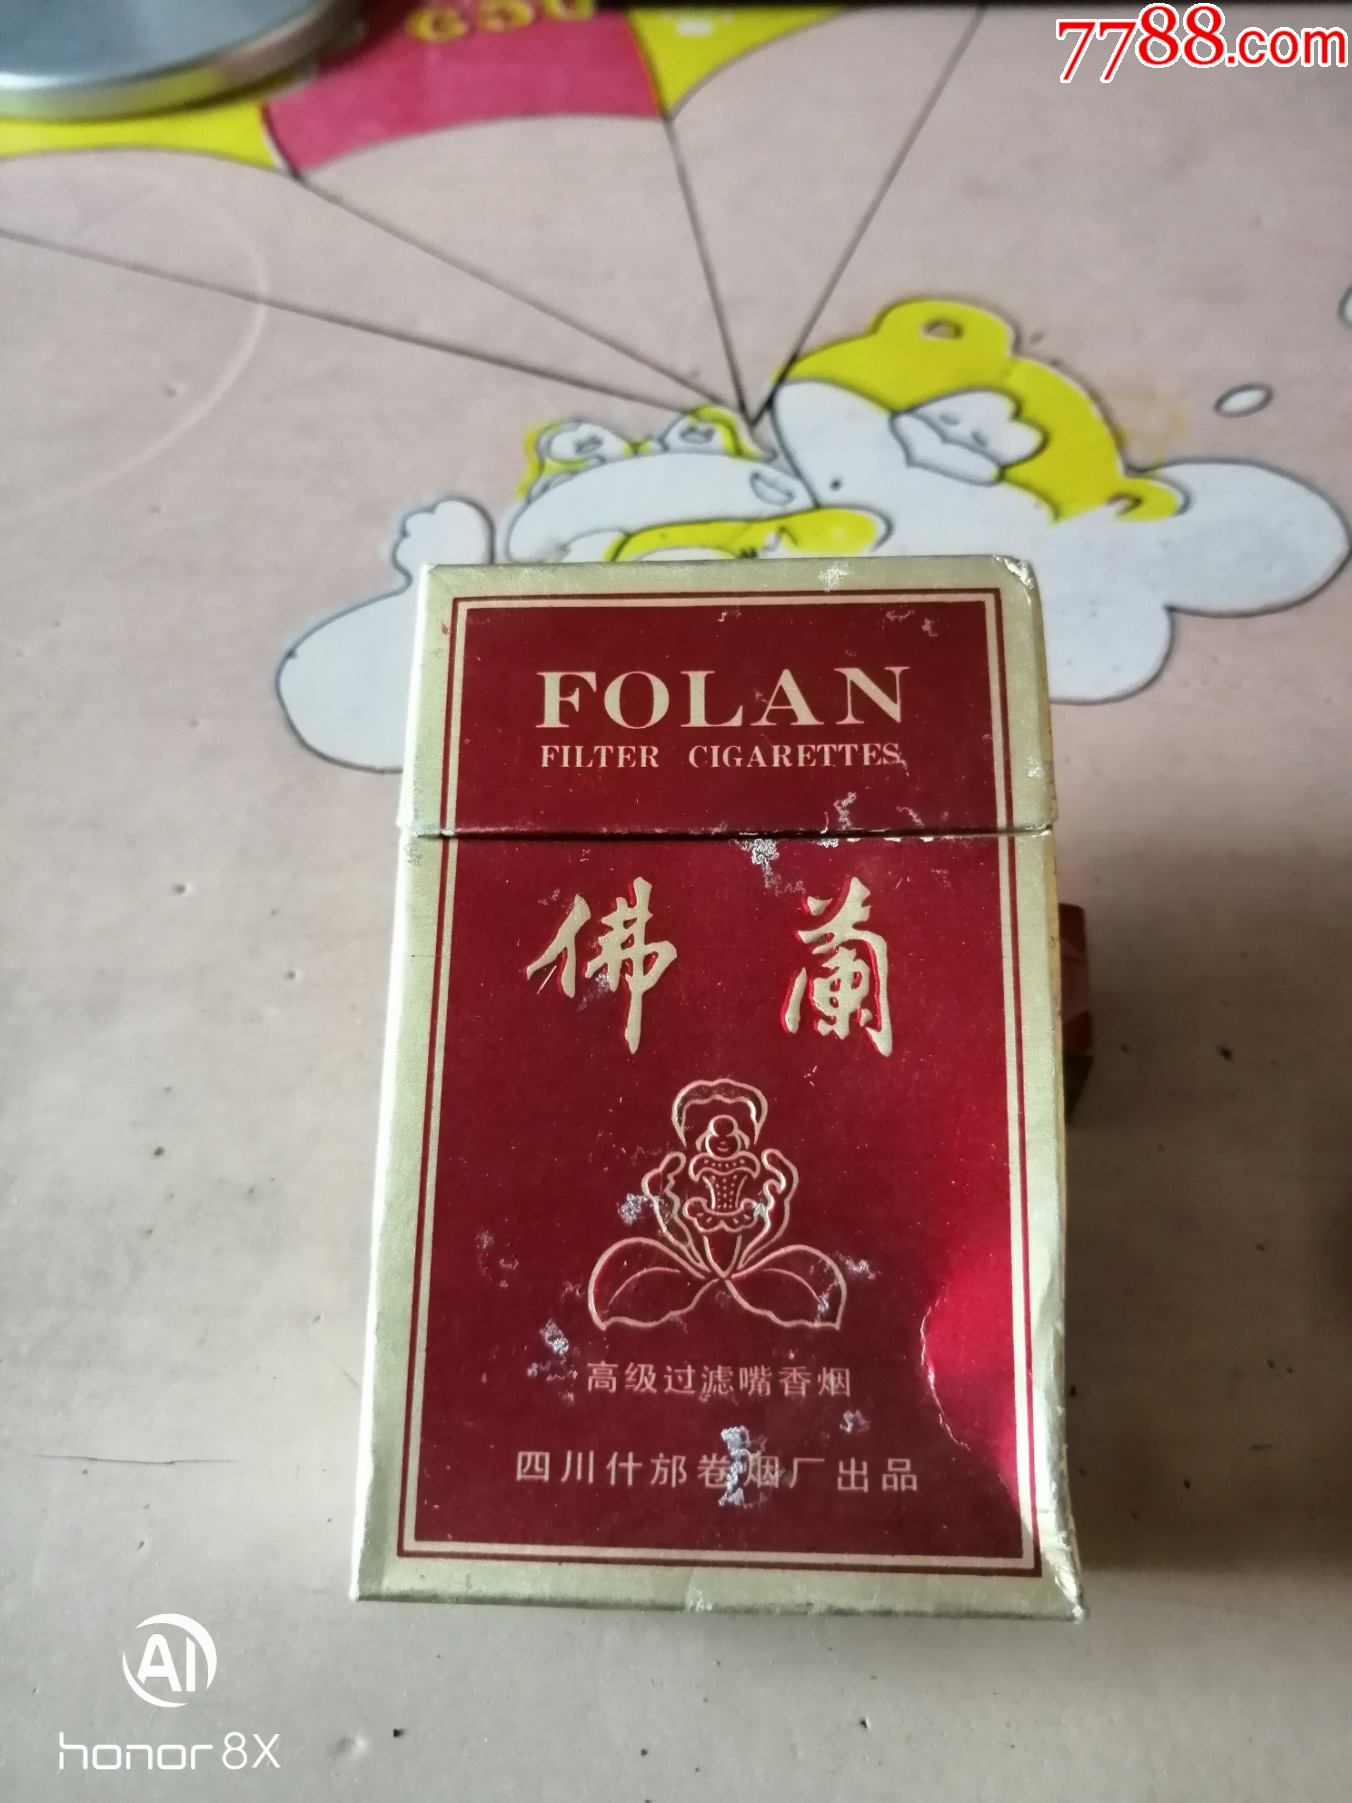 7788.com
FOLAN
FILTER CIGARETTES
佛蘭
高级过滤嘴香烟
四川什邡卷烟厂出品
AI
honor 8X